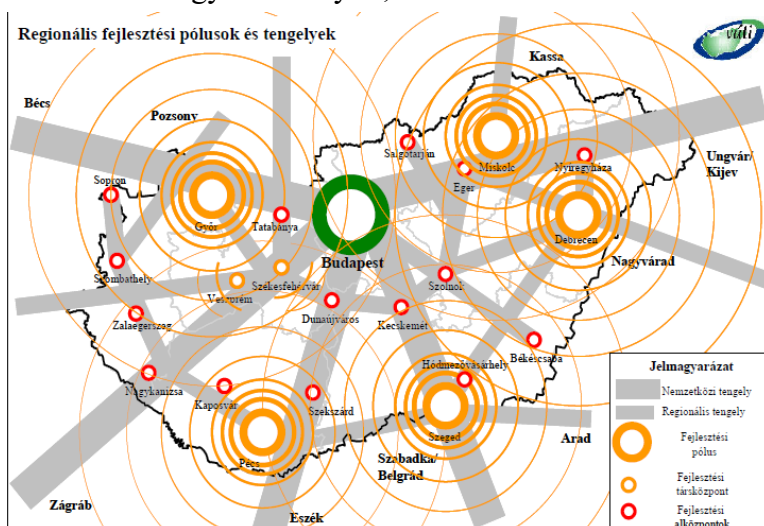 Regionális fejlesztési pólusok és tengelyek
váti
Kassa
Bécs
Pozsony
Salgótarján
Miskolc
Nyíregyháza
Ungvár/
Kijev
Eger
Sopron
Győr
Tatabánya
Debrecen
Budapest
Nagyvárad
Szombathely
Veszprém
Székesfehérvár
Szolnok
Dunaújváros
Kecskemét
Zalaegerszeg
Békéscsaba
Hódmezővásárhely
Nagykanizsa
Kaposvár
Szekszárd
Szeged
Pécs
Arad
Szabadka/
Belgrád
Zágráb
Eszék
Jelmagyarázat
Nemzetközi tengely
Regionális tengely
Fejlesztési
pólus
Fejlesztési
társközpont
Fejlesztési
alközpontok